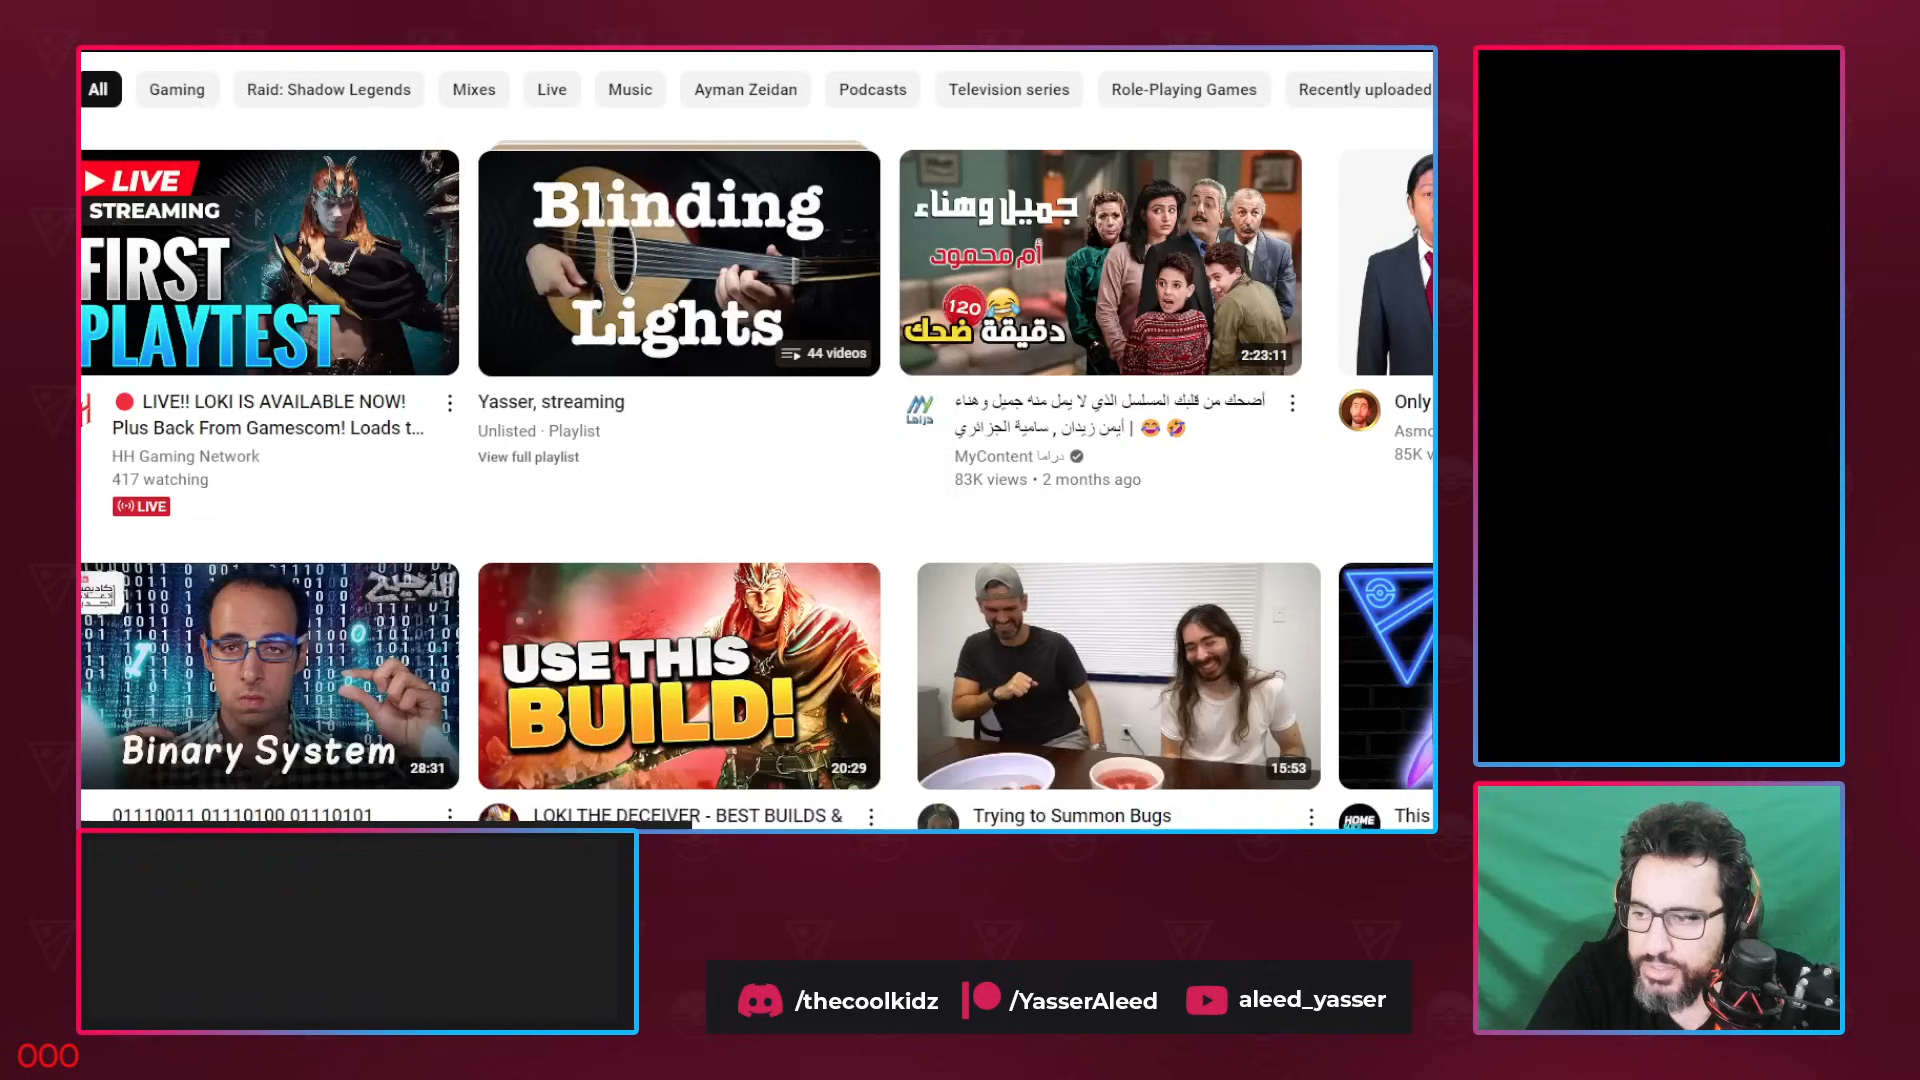 All
Gaming
Raid: Shadow Legends
Mixes
Live
Music
Ayman Zeidan
Podcasts
Television series
Role-Playing Games
Recently uploaded
LIVE
STREAMING
FIRST
PLAYTEST
Blinding
Lights
44 videos
جميل وهناء
أم محمود
120
دقيقة ضحك
2:23:11
LIVE!! LOKI IS AVAILABLE NOW!
Plus Back From Gamescom! Loads t...
HH Gaming Network
417 watching
LIVE
Yasser, streaming
Unlisted · Playlist
View full playlist
أضحك من قلبك المسلسل الذي لا يمل منه جميل و هناء
😂 🤣 | أيمن زيدان , سامية الجزائري
MyContent دراما
83K views • 2 months ago
Only
Asmo
85K v
Binary System
28:31
USE THIS
BUILD!
20:29
15:53
01110011 01110100 01110101
LOKI THE DECEIVER - BEST BUILDS &
Trying to Summon Bugs
HOME
This
/thecoolkidz
/YasserAleed
aleed_yasser
000